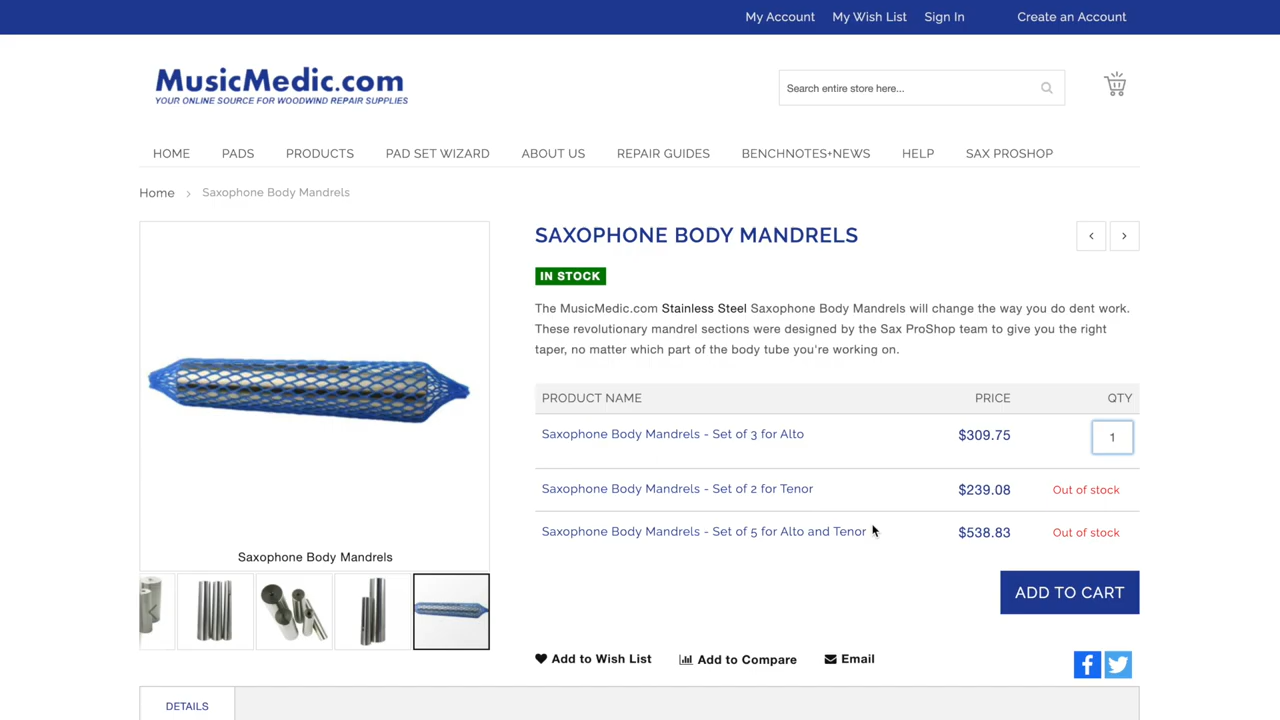 My Account My Wish List Sign In Create an Account
MusicMedic.com
YOUR ONLINE SOURCE FOR WOODWIND REPAIR SUPPLIES
Search entire store here...
HOME PADS PRODUCTS PAD SET WIZARD ABOUT US REPAIR GUIDES BENCHNOTES+NEWS HELP SAX PROSHOP
Home › Saxophone Body Mandrels
SAXOPHONE BODY MANDRELS
IN STOCK
The MusicMedic.com Stainless Steel Saxophone Body Mandrels will change the way you do dent work.
These revolutionary mandrel sections were designed by the Sax ProShop team to give you the right
taper, no matter which part of the body tube you're working on.
PRODUCT NAME PRICE QTY
Saxophone Body Mandrels - Set of 3 for Alto $309.75 1
Saxophone Body Mandrels - Set of 2 for Tenor $239.08 Out of stock
Saxophone Body Mandrels - Set of 5 for Alto and Tenor $538.83 Out of stock
Saxophone Body Mandrels
ADD TO CART
Add to Wish List Add to Compare Email
DETAILS